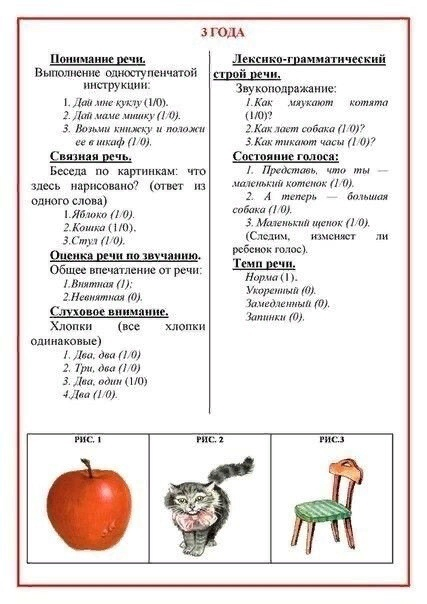 3 ГОДА
Понимание речи.
Выполнение одноступенчатой
инструкции:
1. Дай мне куклу (1/0).
2. Дай маме мишку (1/0).
3. Возьми книжку и положи
ее в шкаф (1/0).
Связная речь.
Беседа по картинкам: что
здесь нарисовано? (ответ из
одного слова)
1.Яблоко (1/0).
2.Кошка (1/0).
3.Стул (1/0).
Оценка речи по звучанию.
Общее впечатление от речи:
1.Внятная (1);
2.Невнятная (0).
Слуховое внимание.
Хлопки (все хлопки
одинаковые)
1. Два, два (1/0)
2. Три, два (1/0)
3. Два, один (1/0)
4.Два (1/0).
Лексико-грамматический
строй речи.
Звукоподражание:
1.Как мяукают котята
(1/0)?
2.Как лает собака (1/0)?
3.Как тикают часы (1/0)?
Состояние голоса:
1. Представь, что ты —
маленький котенок (1/0).
2. А теперь — большая
собака (1/0).
3. Маленький щенок (1/0).
(Следим, изменяет ли
ребенок голос).
Темп речи.
Норма (1).
Укоренный (0).
Замедленный (0).
Запинки (0).
РИС. 1
РИС. 2
РИС.3